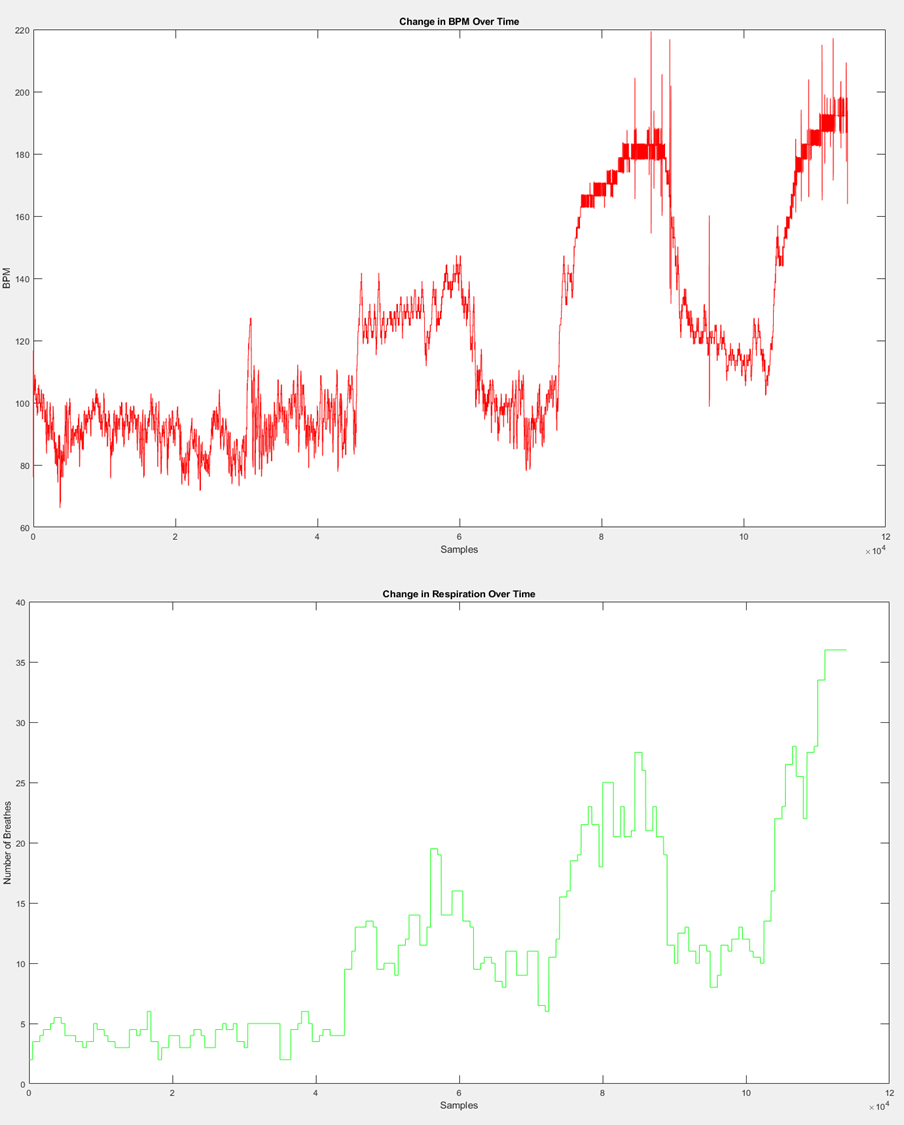 Change in BPM Over Time
220
200
180
160
140
120
100
80
60
BPM
0 2 4 6 8 10 12
Samples
×10^4
Change in Respiration Over Time
40
35
30
25
20
15
10
5
0
Number of Breathes
0 2 4 6 8 10 12
Samples
×10^4